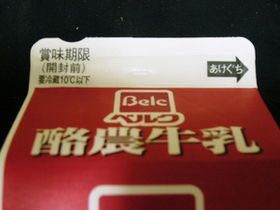 賞味期限
(開封前)
要冷蔵10℃以下
あけぐち
Belc
ベルク
酪農牛乳